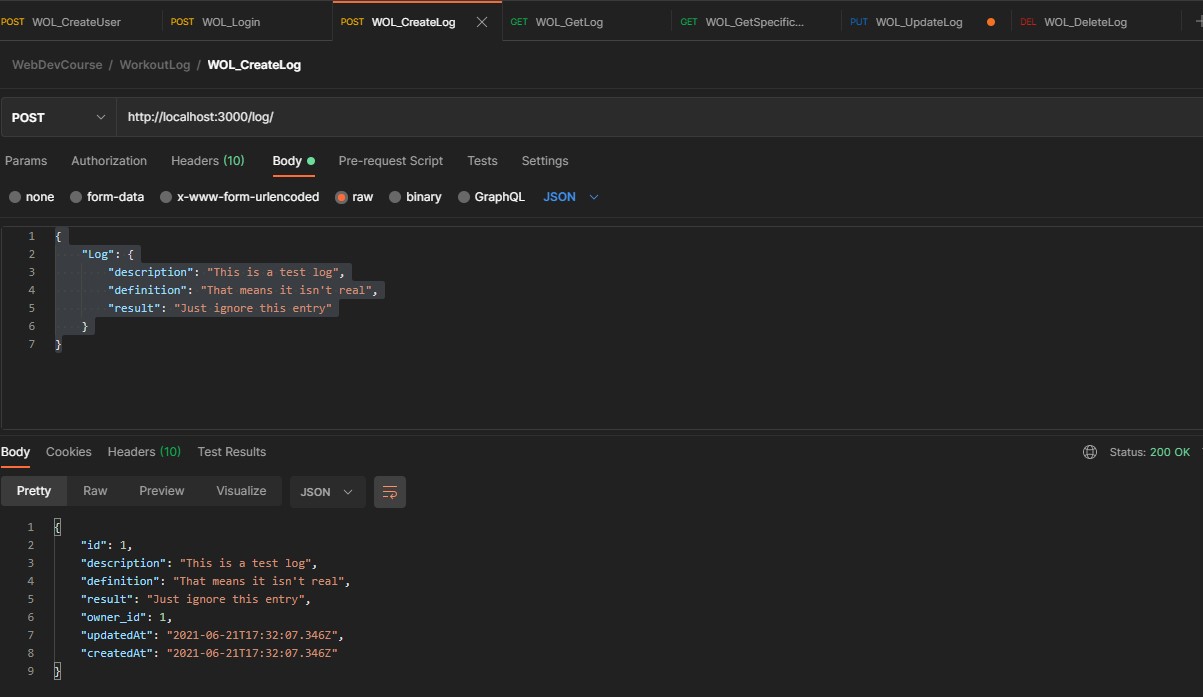 POST WOL_CreateUser POST WOL_Login POST WOL_CreateLog GET WOL_GetLog GET WOL_GetSpecific... PUT WOL_UpdateLog DEL WOL_DeleteLog
WebDevCourse / WorkoutLog / WOL_CreateLog
POST http://localhost:3000/log/
Params Authorization Headers (10) Body Pre-request Script Tests Settings
none form-data x-www-form-urlencoded raw binary GraphQL JSON
1 {
2 "Log": {
3 "description": "This is a test log",
4 "definition": "That means it isn't real",
5 "result": "Just ignore this entry"
6 }
7 }
Body Cookies Headers (10) Test Results Status: 200 OK
Pretty Raw Preview Visualize JSON
1 {
2 "id": 1,
3 "description": "This is a test log",
4 "definition": "That means it isn't real",
5 "result": "Just ignore this entry",
6 "owner_id": 1,
7 "updatedAt": "2021-06-21T17:32:07.346Z",
8 "createdAt": "2021-06-21T17:32:07.346Z"
9 }